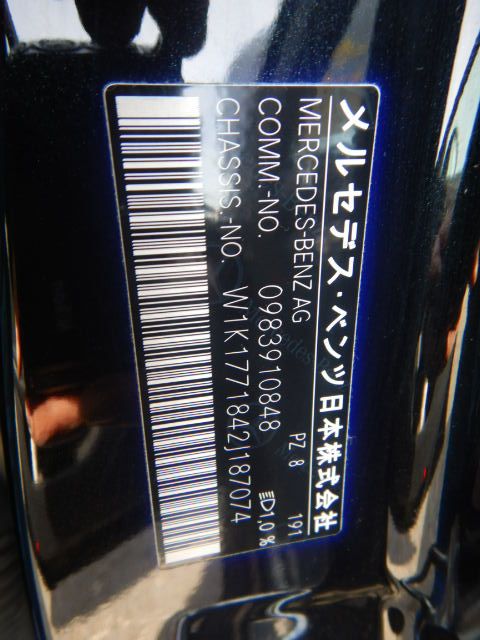 メルセデス・ベンツ日本株式会社
MERCEDES-BENZ AG PZ 8 191
COMM.-NO. 0983910848 1,0 %
CHASSIS.-NO. W1K1771842J187074